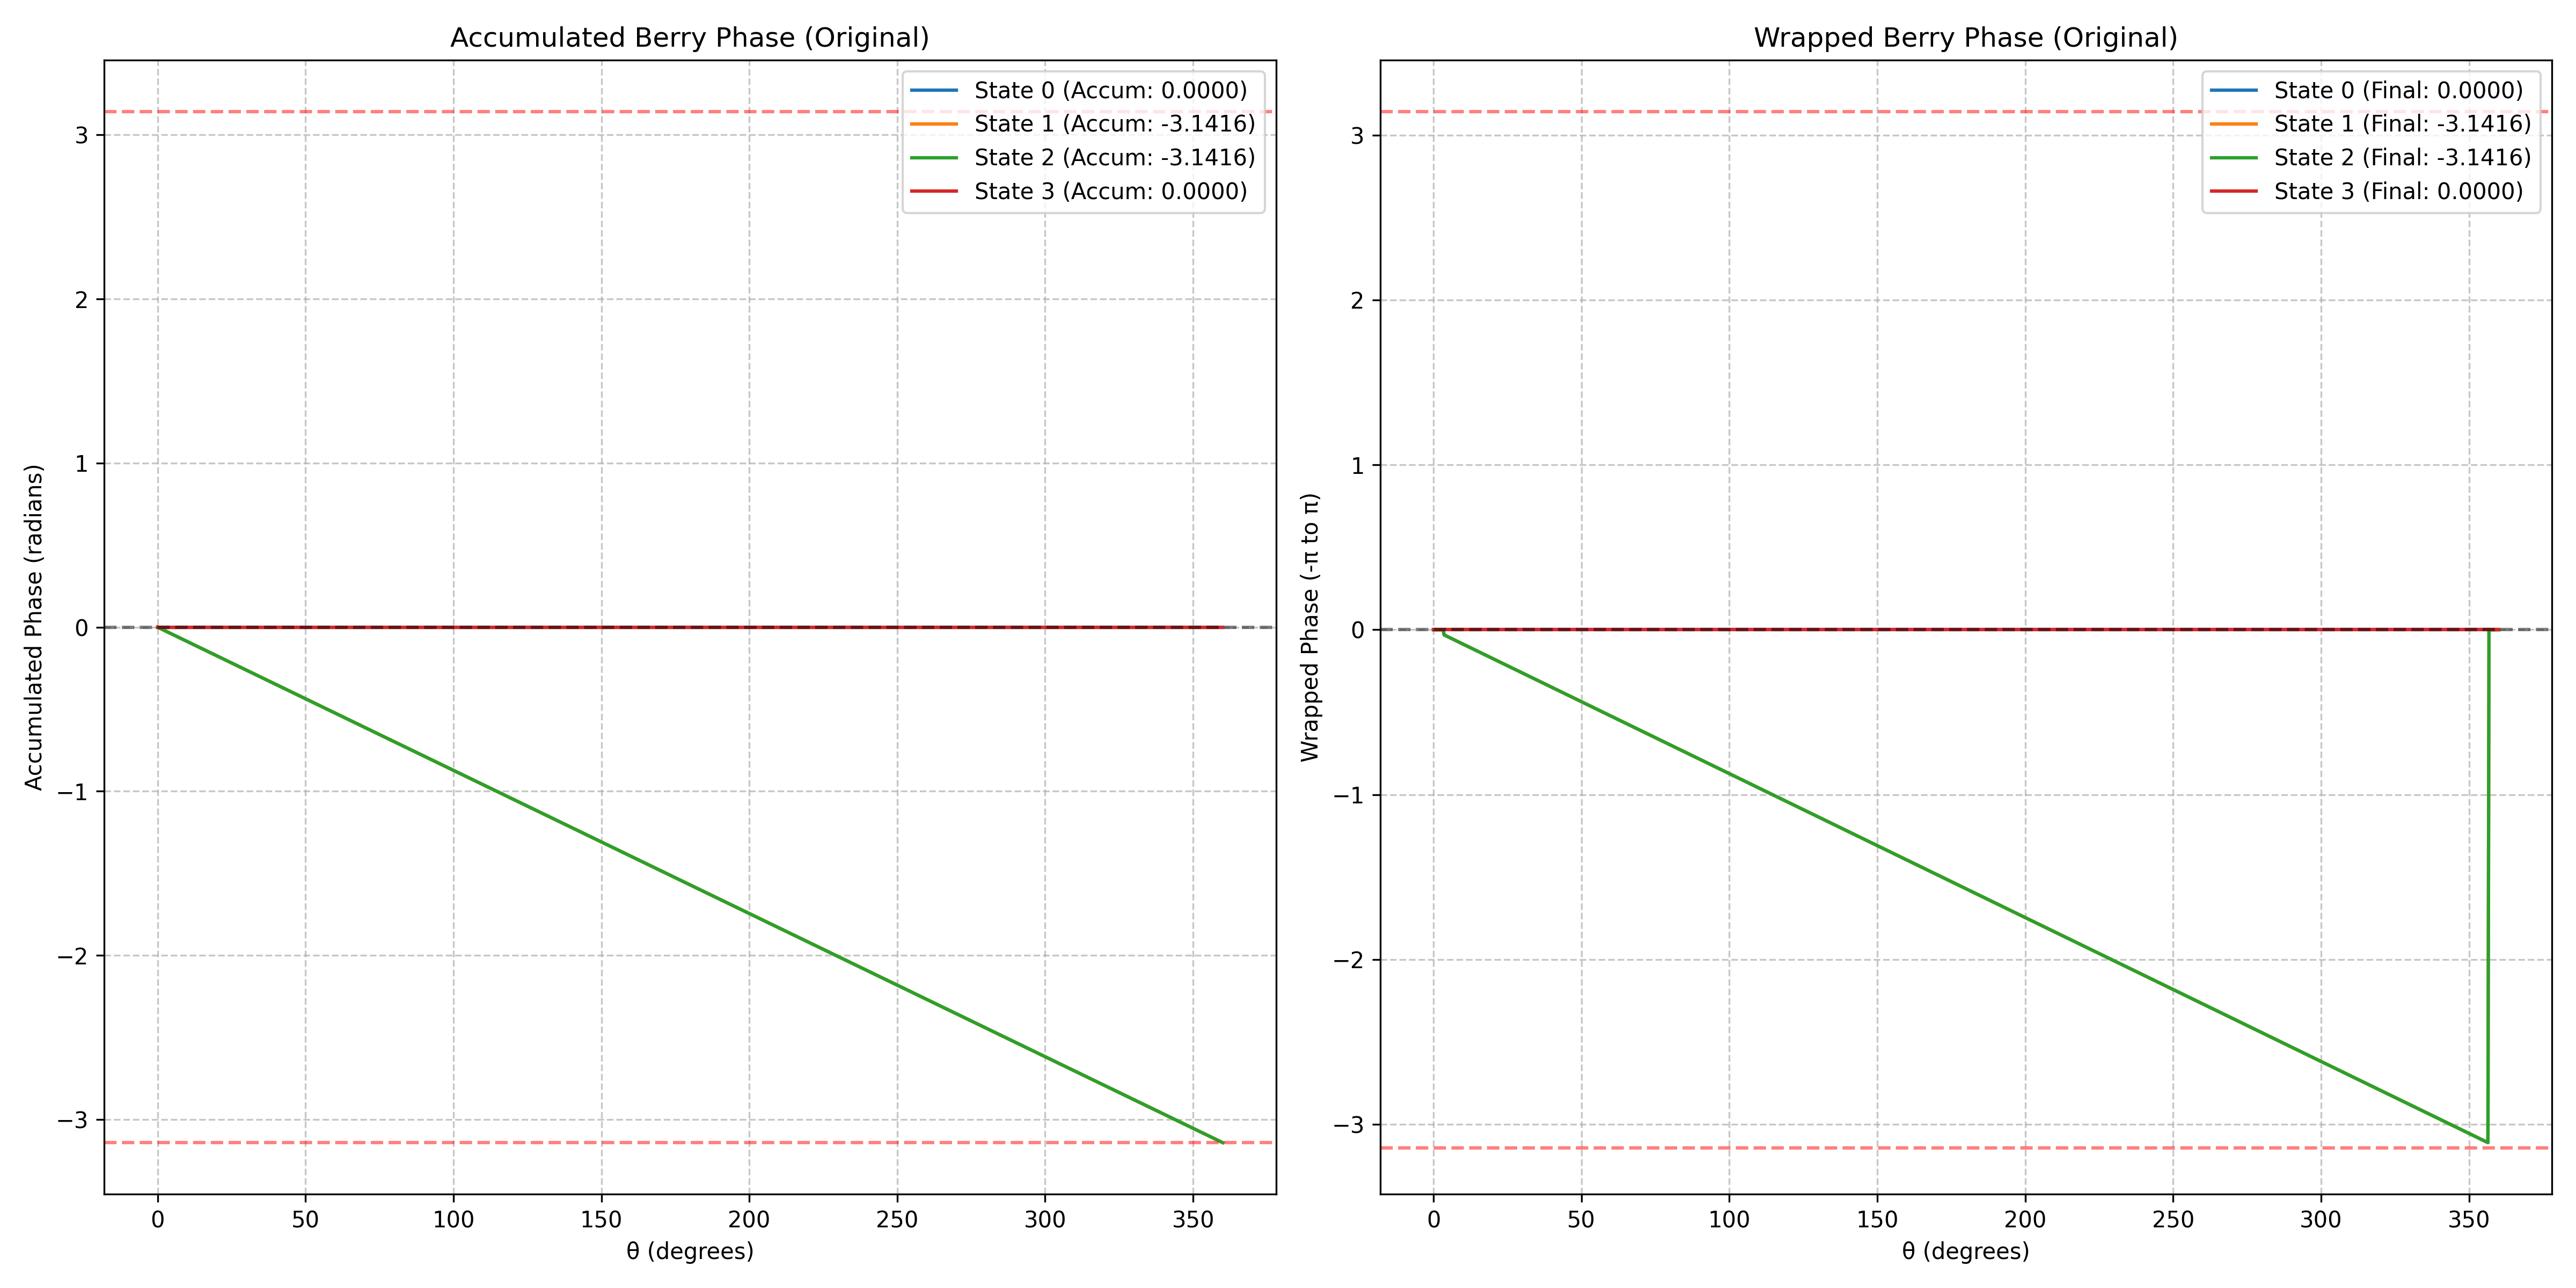 Accumulated Berry Phase (Original)
State 0 (Accum: 0.0000)
State 1 (Accum: -3.1416)
State 2 (Accum: -3.1416)
State 3 (Accum: 0.0000)
Accumulated Phase (radians)
3
2
1
0
−1
−2
−3
0 50 100 150 200 250 300 350
θ (degrees)
Wrapped Berry Phase (Original)
State 0 (Final: 0.0000)
State 1 (Final: -3.1416)
State 2 (Final: -3.1416)
State 3 (Final: 0.0000)
Wrapped Phase (-π to π)
3
2
1
0
−1
−2
−3
0 50 100 150 200 250 300 350
θ (degrees)